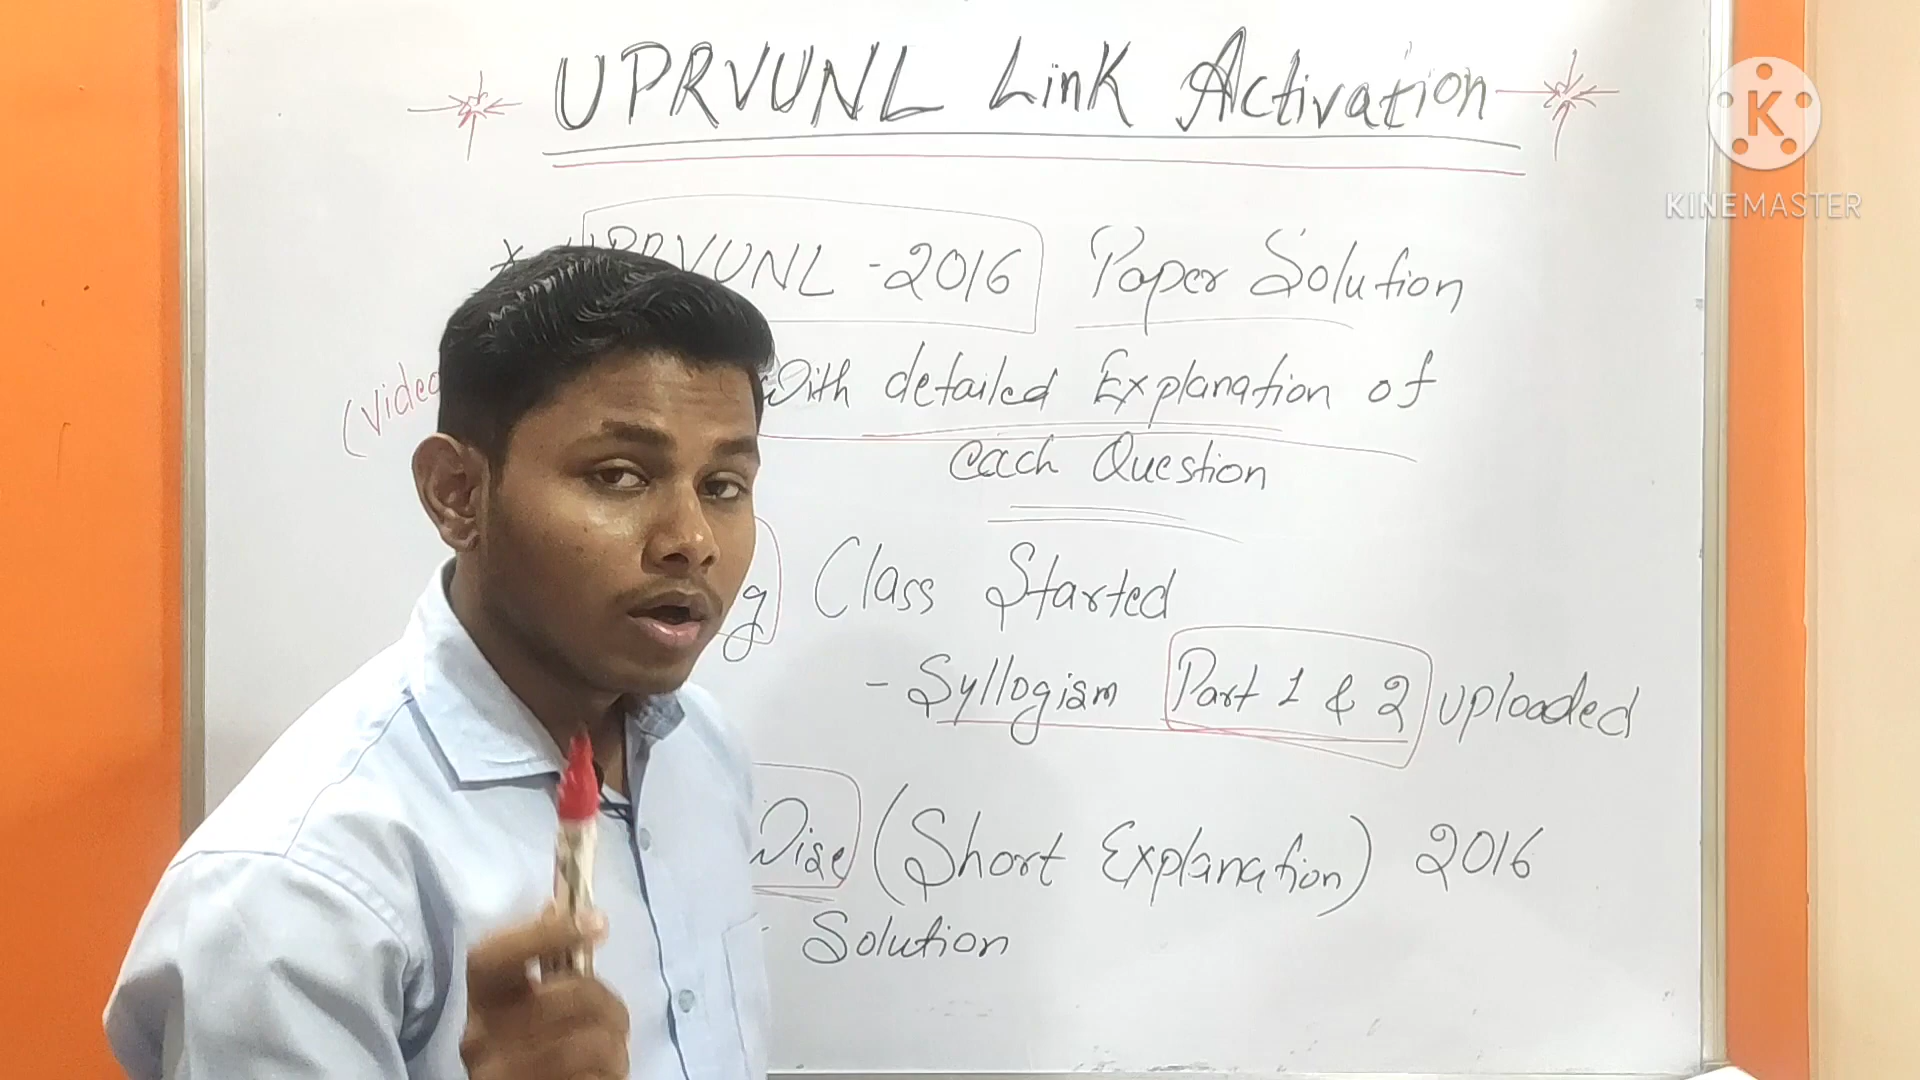 UPRVUNL Link Activation
K
KINEMASTER
* UPRVUNL - 2016 Paper Solution
(Video With detailed Explanation of
each Question
g Class Started
- Syllogism Part 1 & 2 uploaded
Wise (Short Explanation) 2016
- Solution